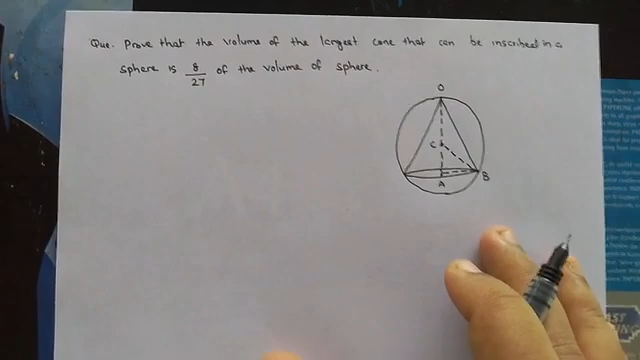 Que. Prove that the volume of the largest cone that can be inscribed in a
sphere is 8/27 of the volume of sphere.
O
C
A
B